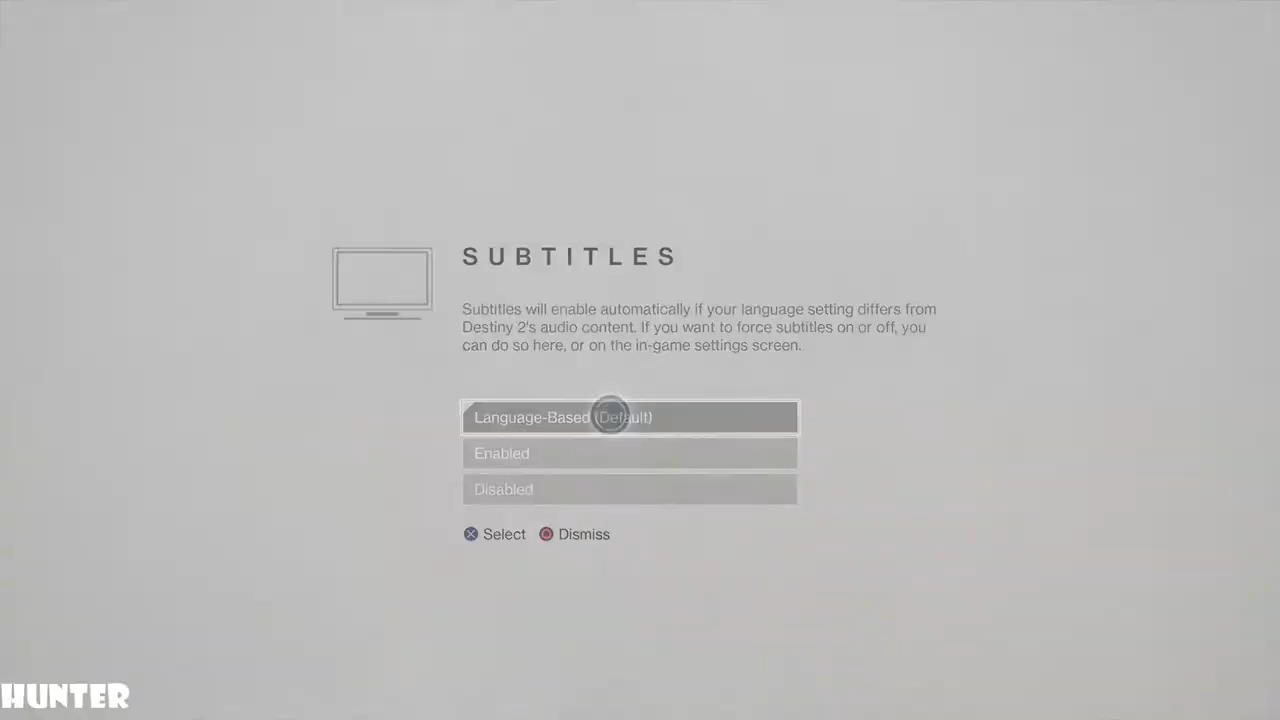 SUBTITLES
Subtitles will enable automatically if your language setting differs from
Destiny 2's audio content. If you want to force subtitles on or off, you
can do so here, or on the in-game settings screen.
Language-Based (Default)
Enabled
Disabled
Select Dismiss
HUNTER